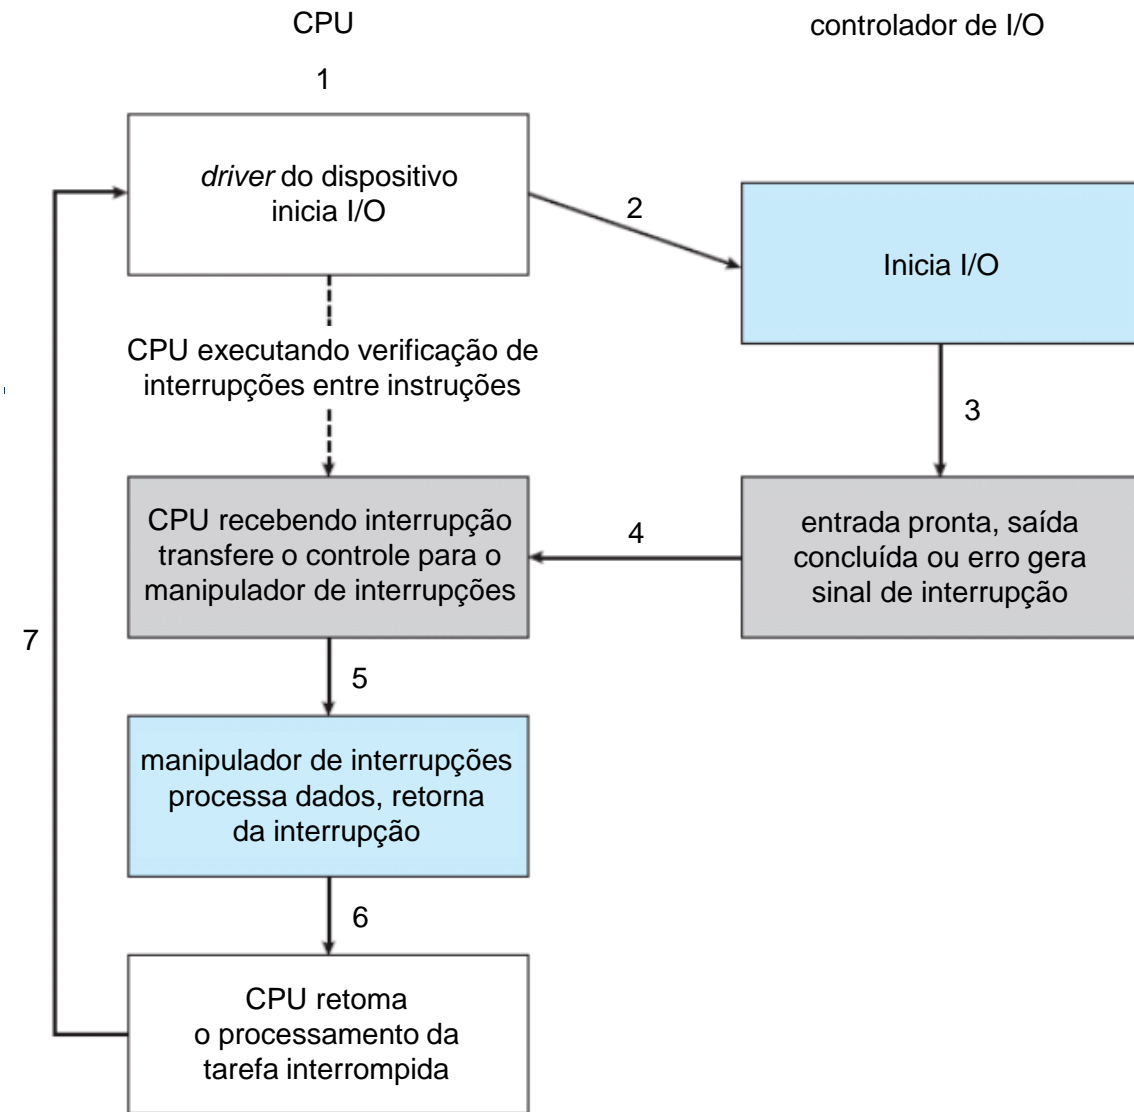 CPU
controlador de I/O
1
driver do dispositivo
inicia I/O
2
Inicia I/O
CPU executando verificação de
interrupções entre instruções
3
CPU recebendo interrupção
transfere o controle para o
manipulador de interrupções
4
entrada pronta, saída
concluída ou erro gera
sinal de interrupção
7
5
manipulador de interrupções
processa dados, retorna
da interrupção
6
CPU retoma
o processamento da
tarefa interrompida